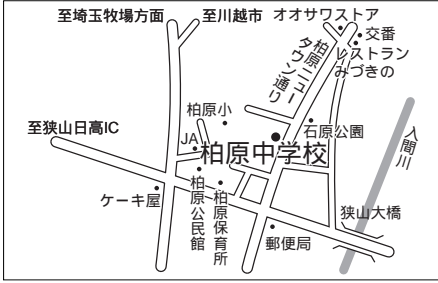 至埼玉牧場方面
至川越市
オオサワストア
交番
レストラン
みづきの
柏原ニュー
タウン通り
柏原小
石原公園
至狭山日高IC
JA
柏原中学校
入間川
ケーキ屋
柏原公民館
柏原保育所
狭山大橋
郵便局